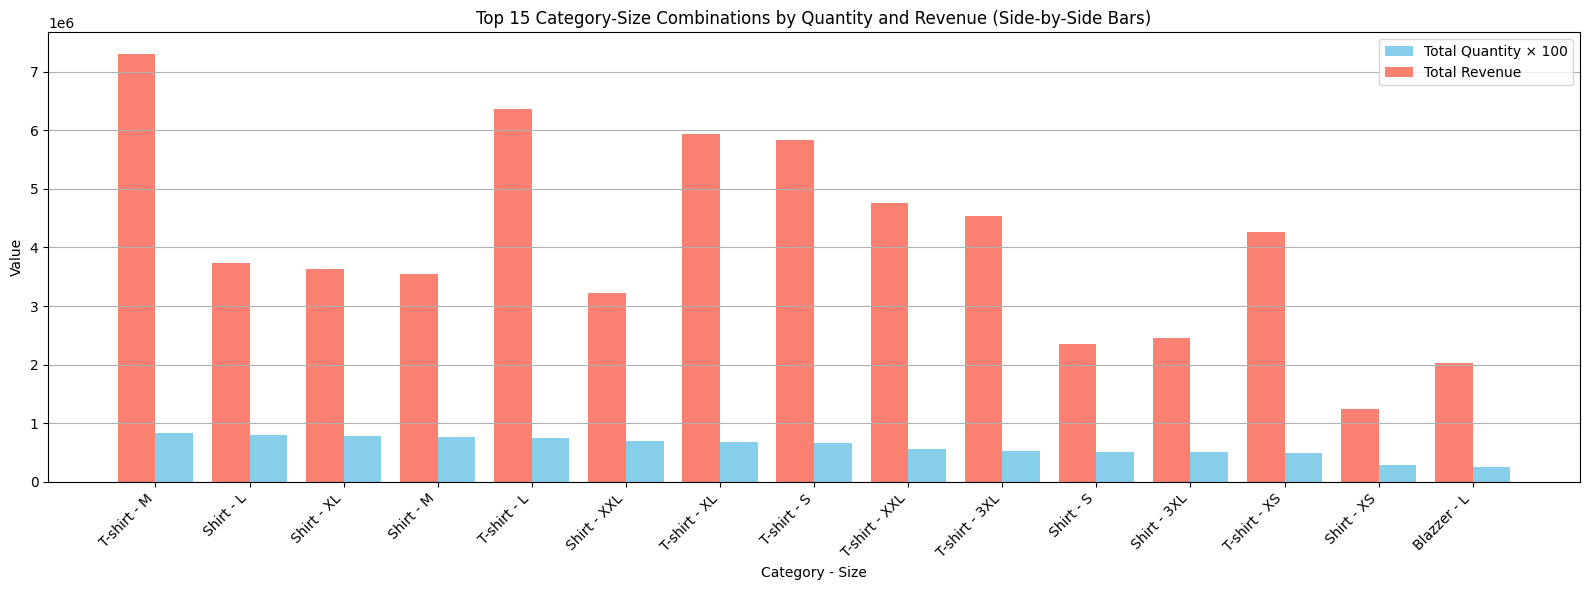 Top 15 Category-Size Combinations by Quantity and Revenue (Side-by-Side Bars)
1e6
Total Quantity × 100
Total Revenue
7
6
5
4
3
2
1
0
Value
T-shirt - M
Shirt - L
Shirt - XL
Shirt - M
T-shirt - L
Shirt - XXL
T-shirt - XL
T-shirt - S
T-shirt - XXL
T-shirt - 3XL
Shirt - S
Shirt - 3XL
T-shirt - XS
Shirt - XS
Blazzer - L
Category - Size